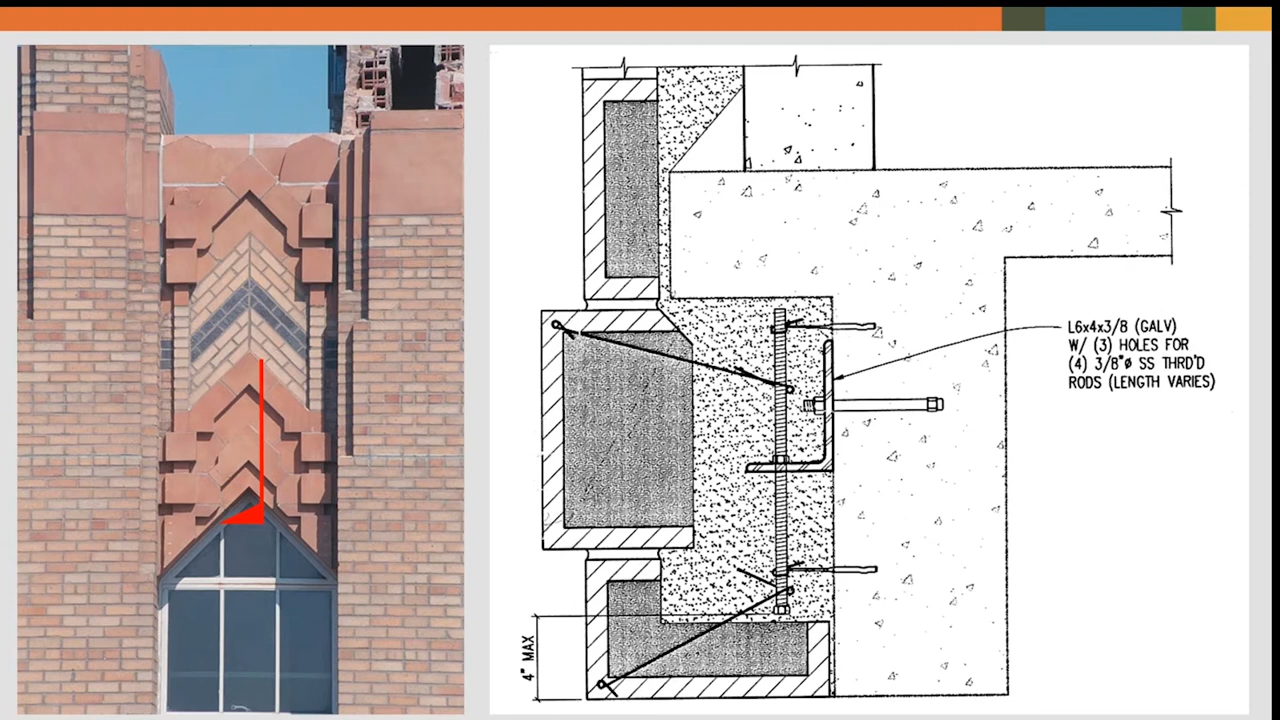 L6x4x3/8 (GALV)
W/ (3) HOLES FOR
(4) 3/8"ø SS THRD'D
RODS (LENGTH VARIES)
4" MAX